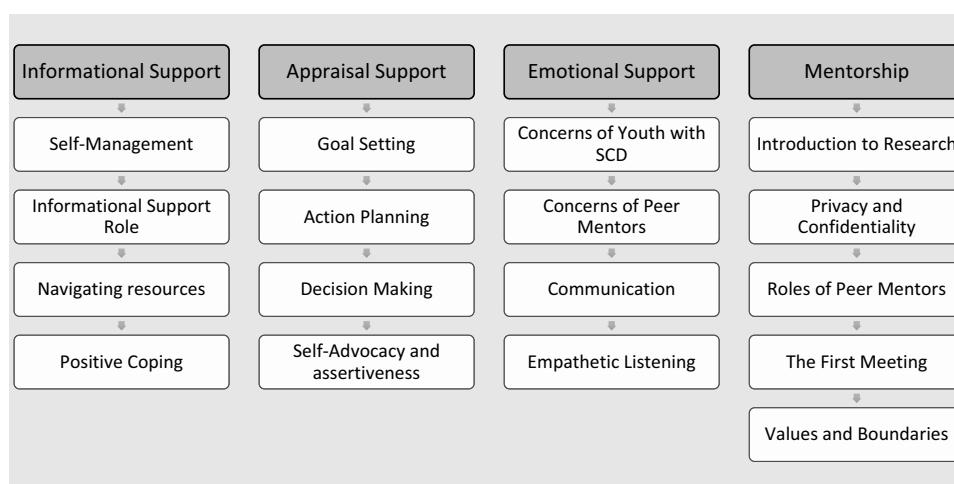 Informational Support
Self-Management
Informational Support
Role
Navigating resources
Positive Coping
Appraisal Support
Goal Setting
Action Planning
Decision Making
Self-Advocacy and
assertiveness
Emotional Support
Concerns of Youth with
SCD
Concerns of Peer
Mentors
Communication
Empathetic Listening
Mentorship
Introduction to Research
Privacy and
Confidentiality
Roles of Peer Mentors
The First Meeting
Values and Boundaries